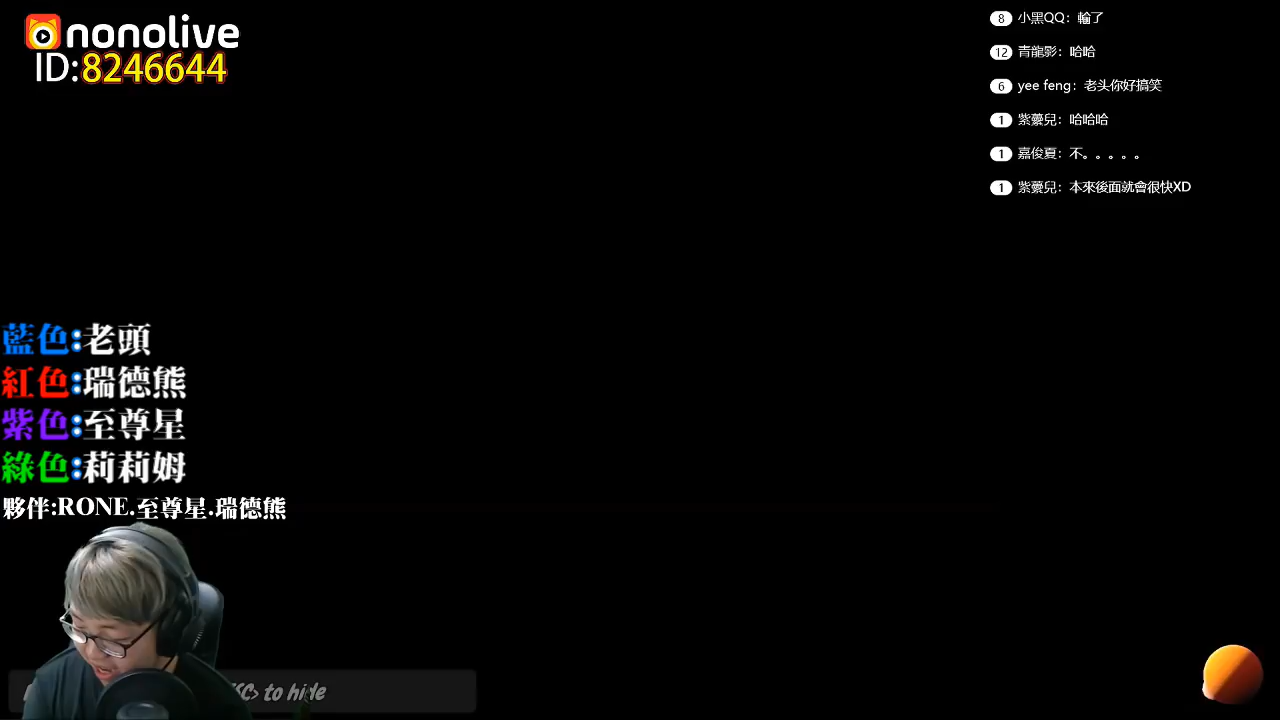 nonolive
ID:8246644
8 小黑QQ: 輸了
12 青龍影: 哈哈
6 yee feng: 老头你好搞笑
1 紫薆兒: 哈哈哈
1 嘉俊夏: 不。。。。。
1 紫薆兒: 本來後面就會很快XD
藍色:老頭
紅色:瑞德熊
紫色:至尊星
綠色:莉莉姆
夥伴:RONE.至尊星.瑞德熊
to hide